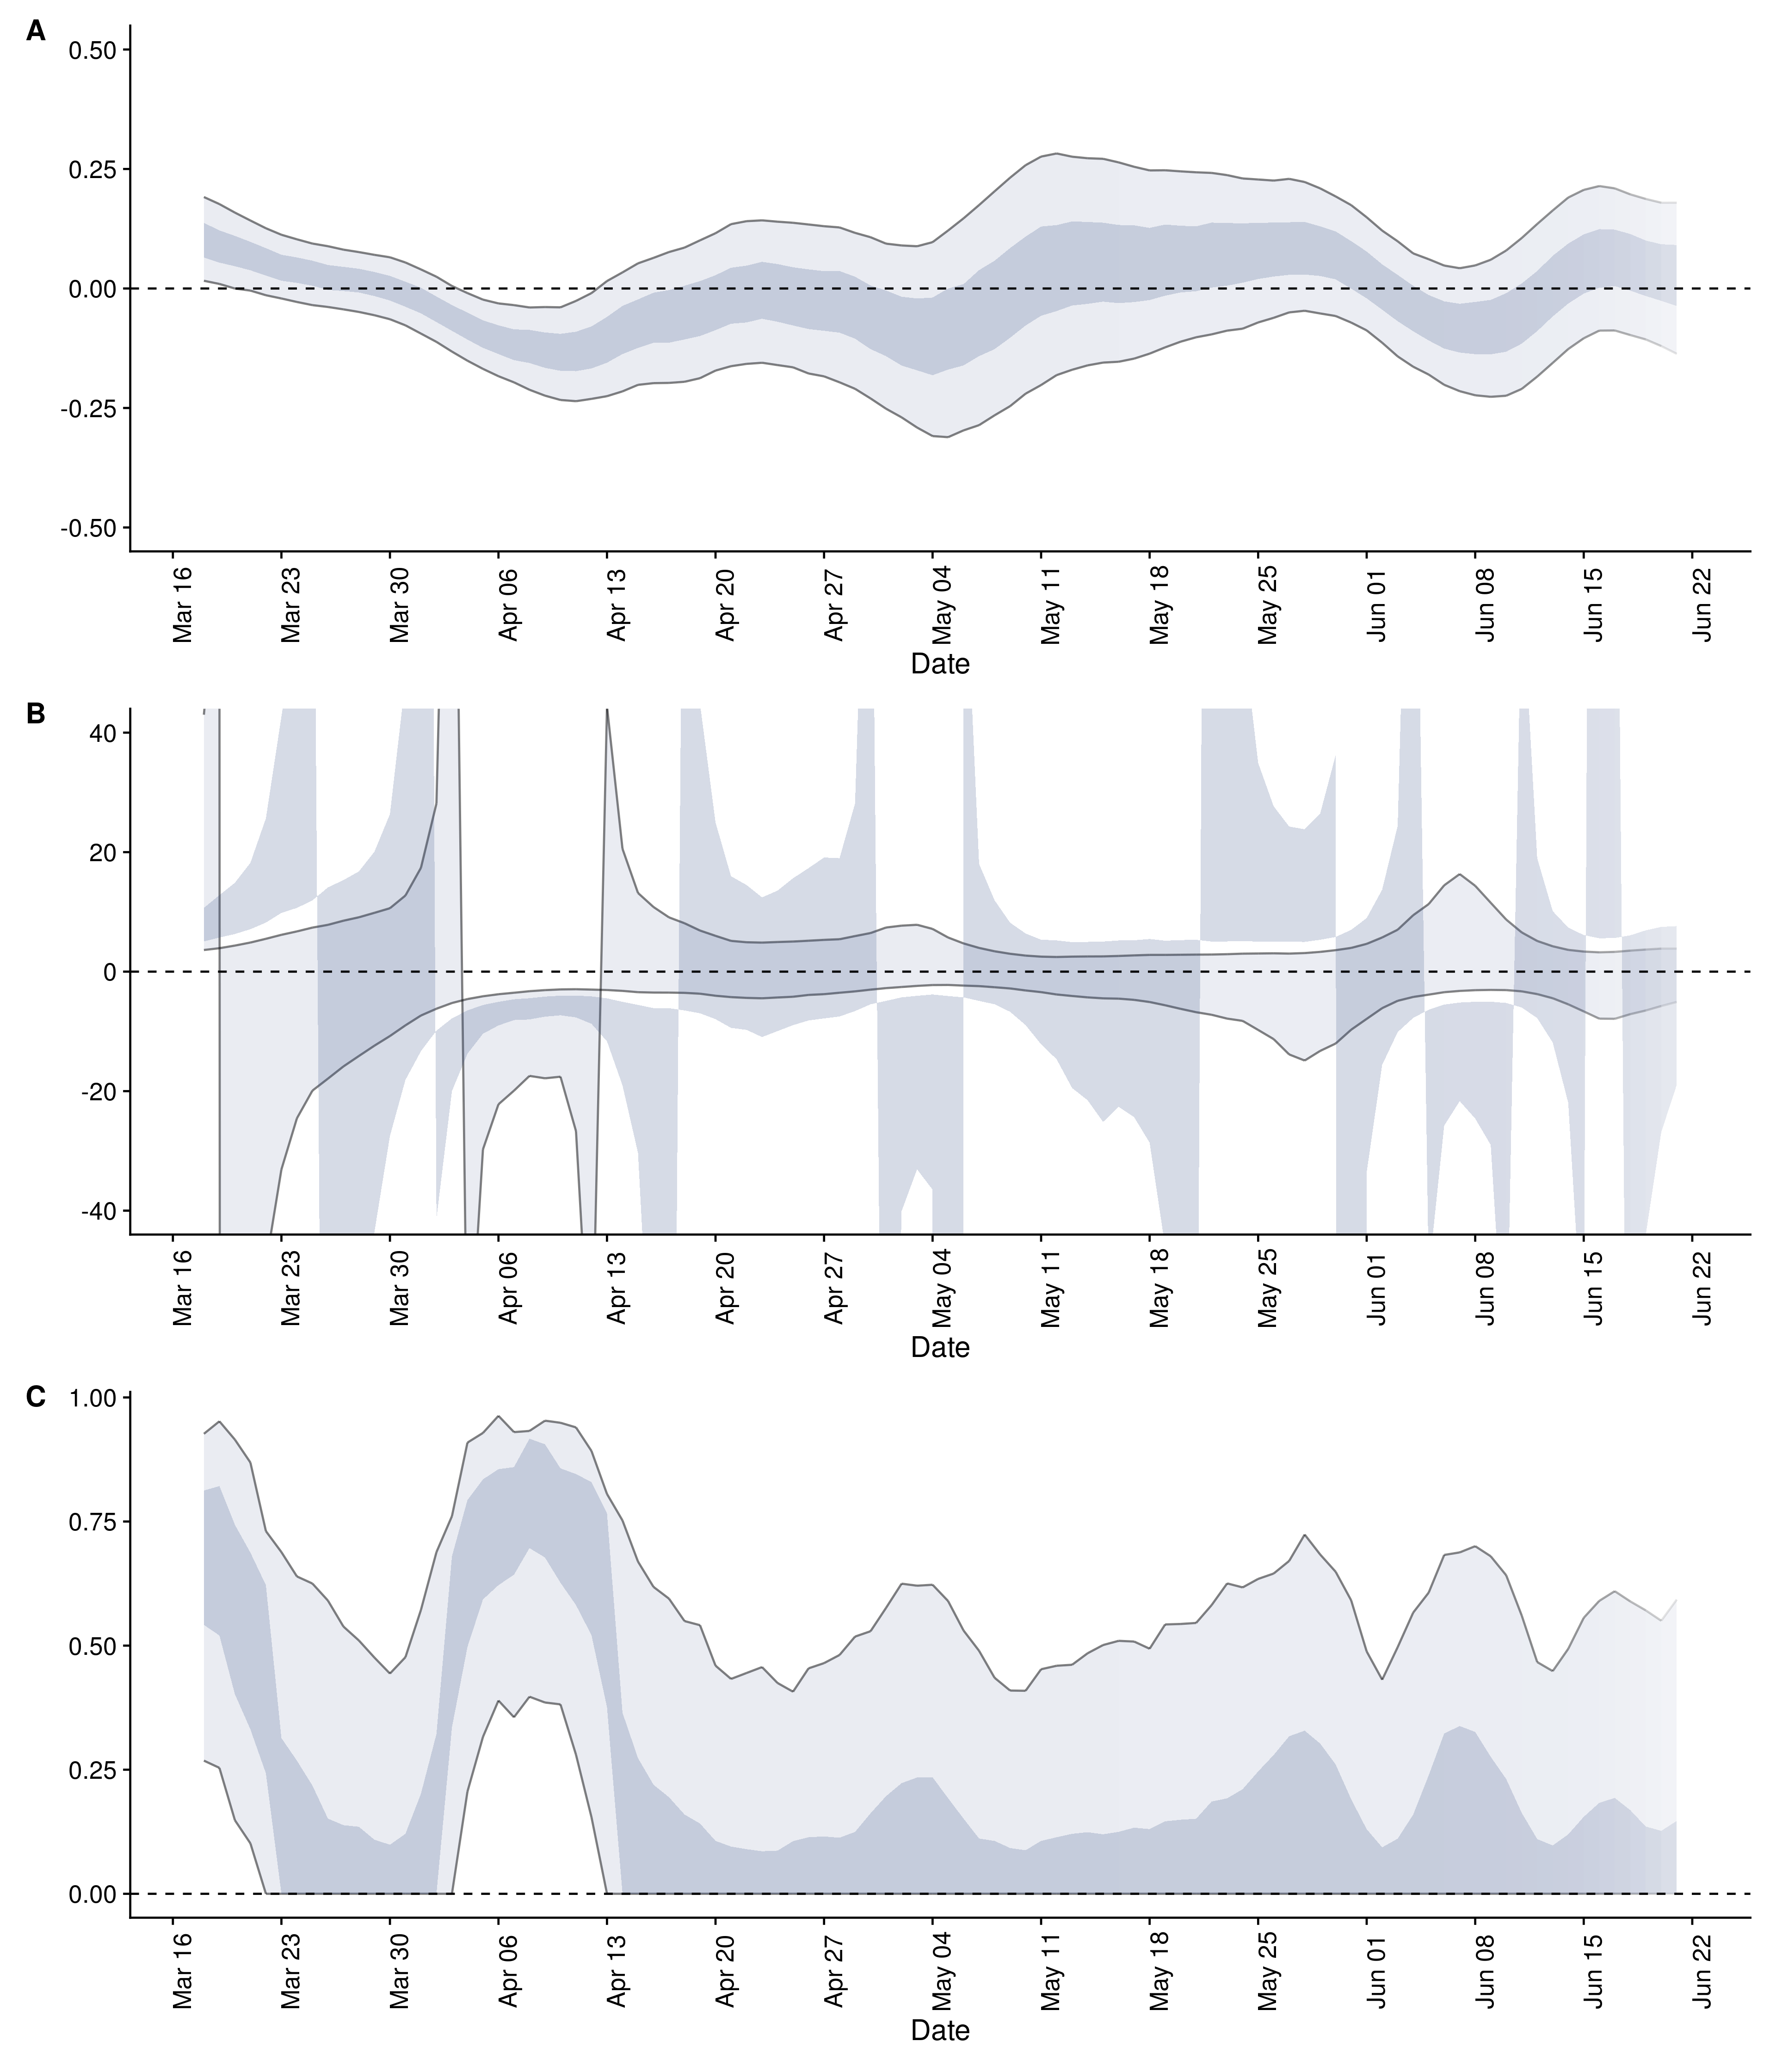 A
0.50
0.25
0.00
-0.25
-0.50
Mar 16
Mar 23
Mar 30
Apr 06
Apr 13
Apr 20
Apr 27
May 04
May 11
May 18
May 25
Jun 01
Jun 08
Jun 15
Jun 22
Date
B
40
20
0
-20
-40
Mar 16
Mar 23
Mar 30
Apr 06
Apr 13
Apr 20
Apr 27
May 04
May 11
May 18
May 25
Jun 01
Jun 08
Jun 15
Jun 22
Date
C
1.00
0.75
0.50
0.25
0.00
Mar 16
Mar 23
Mar 30
Apr 06
Apr 13
Apr 20
Apr 27
May 04
May 11
May 18
May 25
Jun 01
Jun 08
Jun 15
Jun 22
Date